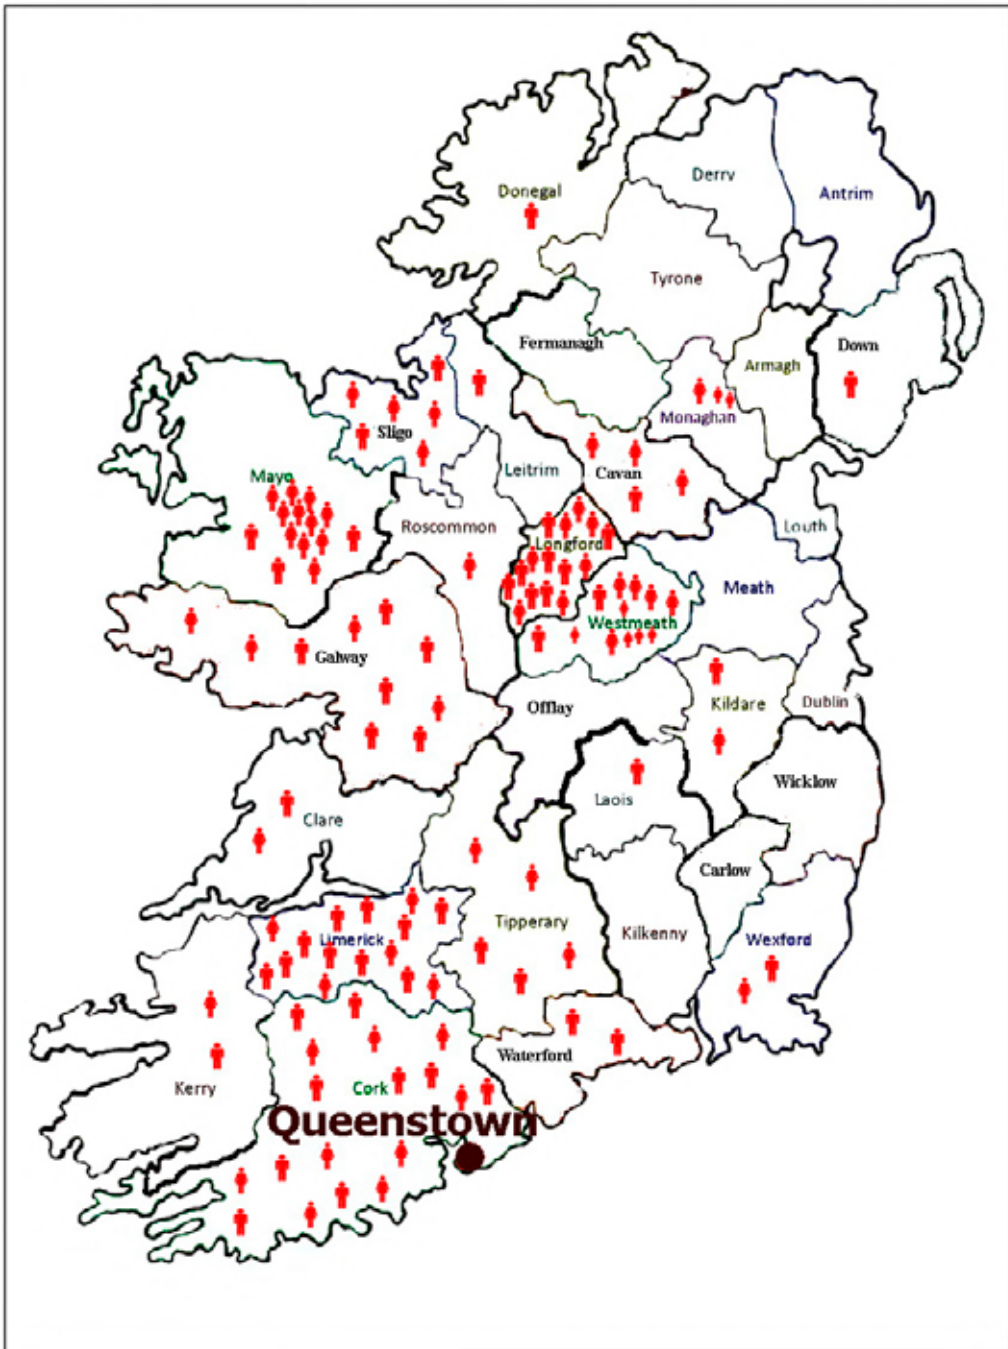 Donegal
Derry
Antrim
Tyrone
Fermanagh
Down
Armagh
Monaghan
Sligo
Leitrim
Cavan
Mayo
Roscommon
Louth
Longford
Meath
Westmeath
Galway
Offlay
Kildare
Dublin
Wicklow
Laois
Clare
Carlow
Tipperary
Kilkenny
Limerick
Wexford
Waterford
Kerry
Cork
Queenstown